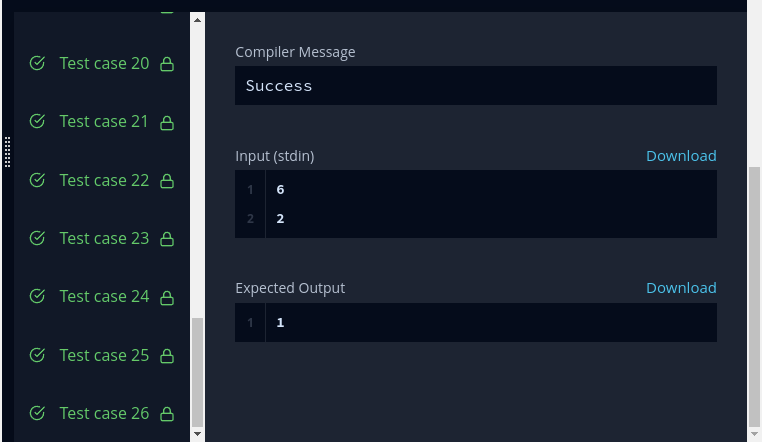 Test case 20
Test case 21
Test case 22
Test case 23
Test case 24
Test case 25
Test case 26
Compiler Message
Success
Input (stdin)
Download
1 6
2 2
Expected Output
Download
1 1